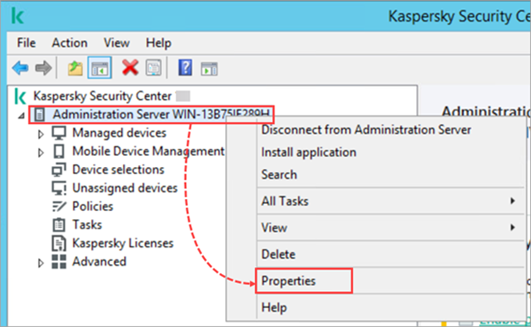 Kaspersky Security Ce
File Action View Help
Kaspersky Security Center
Administration Server WIN-13B75IF289H
Managed devices
Mobile Device Management
Device selections
Unassigned devices
Policies
Tasks
Kaspersky Licenses
Advanced
Disconnect from Administration Server
Install application
Search
All Tasks
View
Delete
Properties
Help
Administration